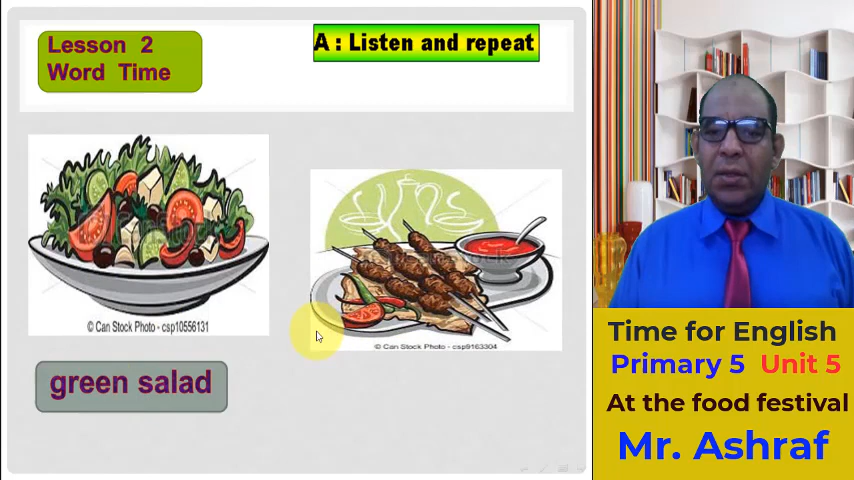 Lesson 2
Word Time
A : Listen and repeat
© Can Stock Photo - csp10556131
© Can Stock Photo - csp9163304
green salad
Time for English
Primary 5 Unit 5
At the food festival
Mr. Ashraf